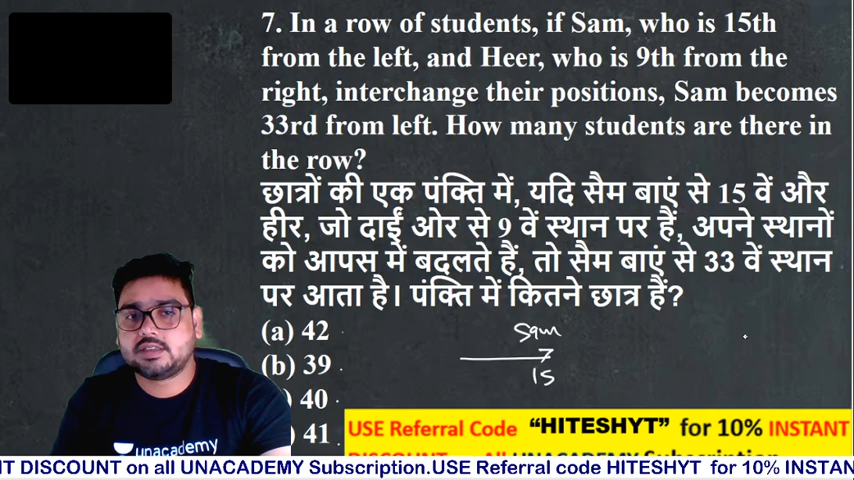 7. In a row of students, if Sam, who is 15th
from the left, and Heer, who is 9th from the
right, interchange their positions, Sam becomes
33rd from left. How many students are there in
the row?
छात्रों की एक पंक्ति में, यदि सैम बाएं से 15 वें और
हीर, जो दाईं ओर से 9 वें स्थान पर हैं, अपने स्थानों
को आपस में बदलते हैं, तो सैम बाएं से 33 वें स्थान
पर आता है। पंक्ति में कितने छात्र हैं?
(a) 42
Sam
(b) 39
15
) 40
) 41
unacademy
USE Referral Code “HITESHYT” for 10% INSTANT
DISCOUNT UNACADEMY Subscription
NT DISCOUNT on all UNACADEMY Subscription.USE Referral code HITESHYT for 10% INSTAN